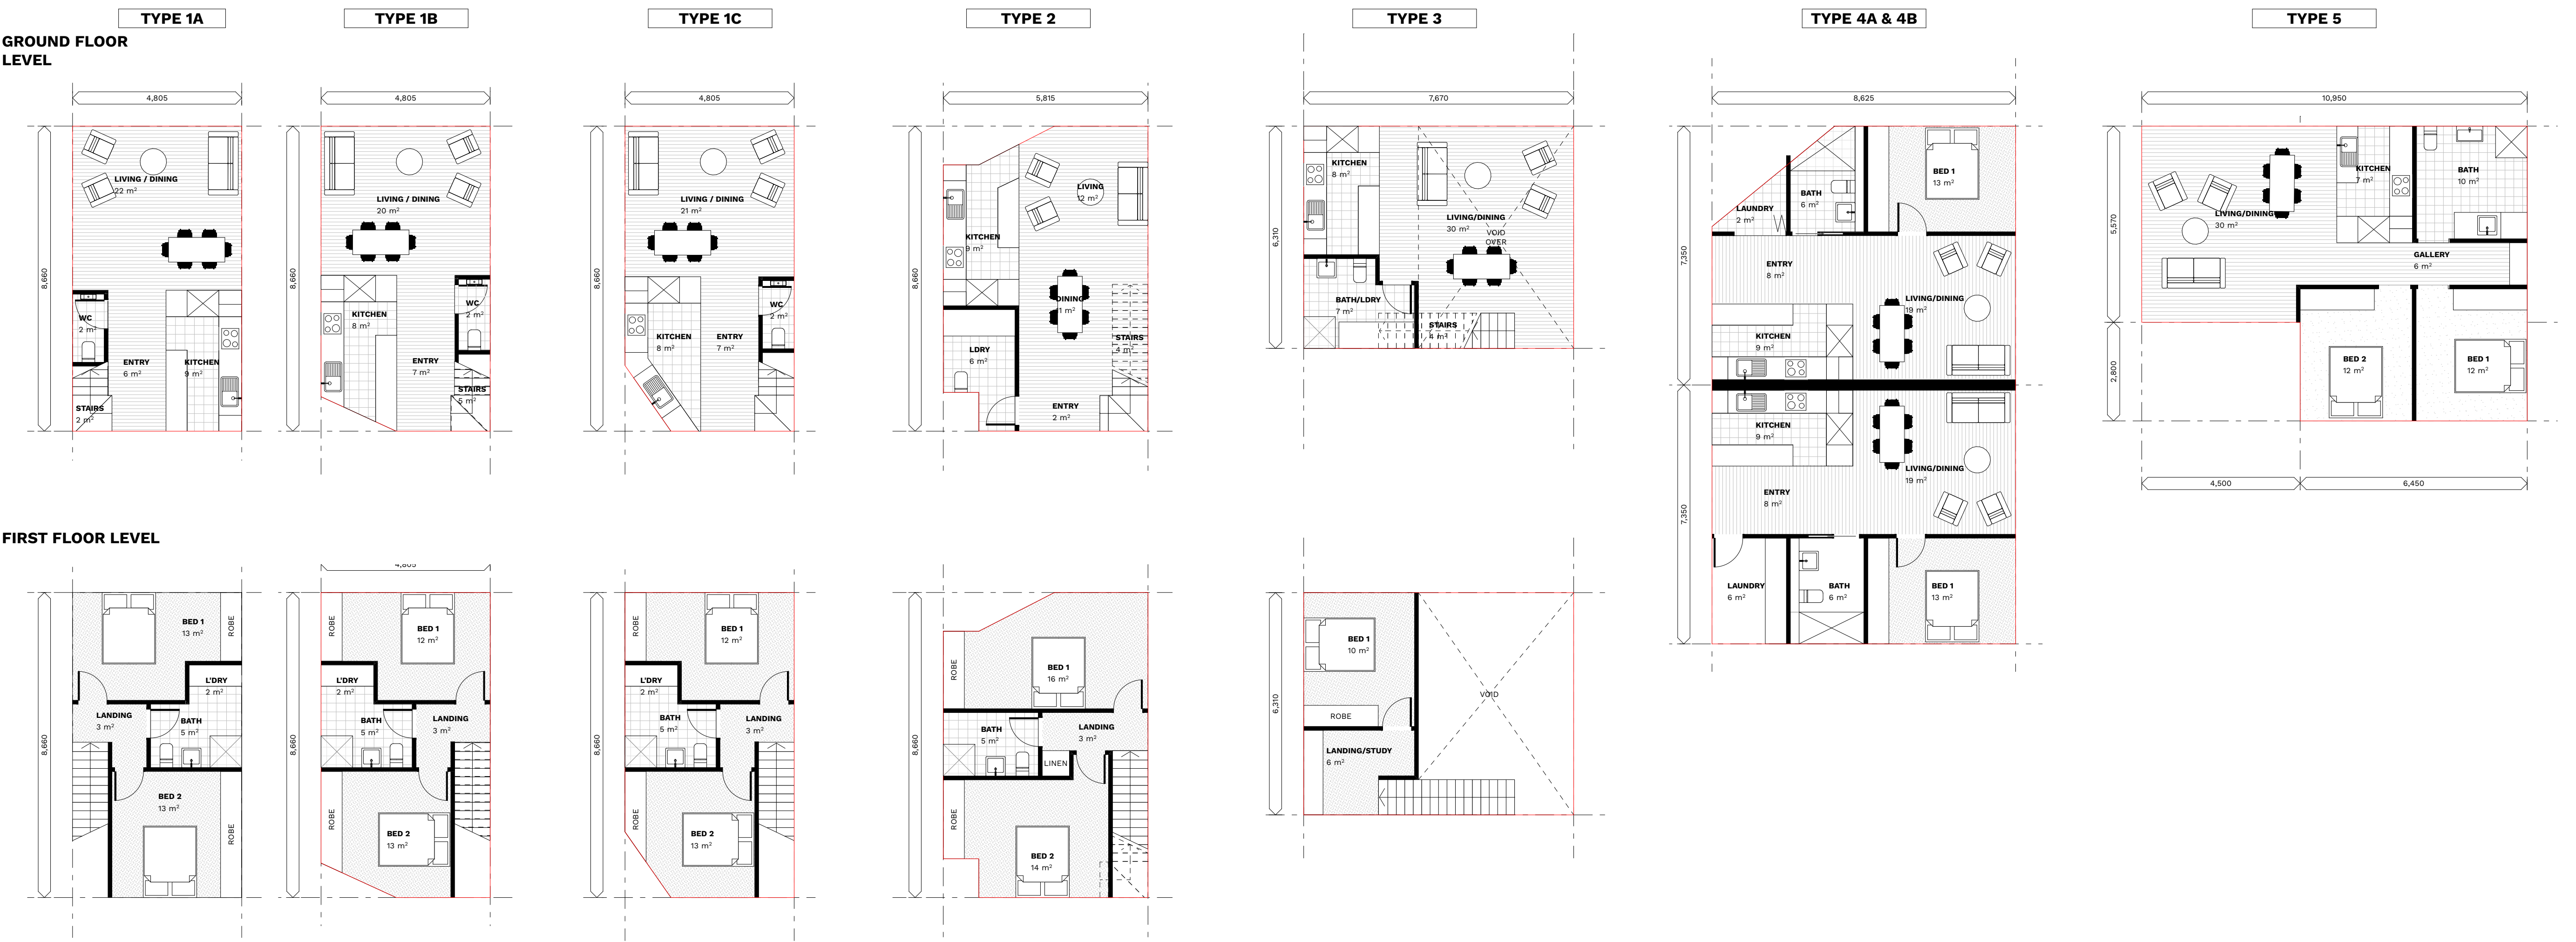 TYPE 1A
TYPE 1B
TYPE 1C
TYPE 2
TYPE 3
TYPE 4A & 4B
TYPE 5
GROUND FLOOR
LEVEL
4,805
8,660
LIVING / DINING
22 m²
WC
2 m²
ENTRY
6 m²
KITCHEN
9 m²
STAIRS
2 m²
4,805
8,660
LIVING / DINING
20 m²
KITCHEN
8 m²
WC
2 m²
ENTRY
7 m²
STAIRS
5 m²
4,805
8,660
LIVING / DINING
21 m²
WC
2 m²
KITCHEN
8 m²
ENTRY
7 m²
5,815
8,660
LIVING
12 m²
KITCHEN
9 m²
DINING
11 m²
STAIRS
4 m²
LDRY
6 m²
ENTRY
2 m²
7,670
6,310
KITCHEN
8 m²
LIVING/DINING
30 m²
VOID
OVER
BATH/LDRY
7 m²
STAIRS
4 m²
8,625
7,350
7,350
BED 1
13 m²
BATH
6 m²
LAUNDRY
2 m²
ENTRY
8 m²
LIVING/DINING
19 m²
KITCHEN
9 m²
KITCHEN
9 m²
LIVING/DINING
19 m²
ENTRY
8 m²
LAUNDRY
6 m²
BATH
6 m²
BED 1
13 m²
10,950
5,570
2,800
KITCHEN
7 m²
BATH
10 m²
LIVING/DINING
30 m²
GALLERY
6 m²
BED 2
12 m²
BED 1
12 m²
4,500
6,450
FIRST FLOOR LEVEL
8,660
BED 1
13 m²
ROBE
L'DRY
2 m²
LANDING
3 m²
BATH
5 m²
BED 2
13 m²
ROBE
4,805
8,660
ROBE
BED 1
12 m²
L'DRY
2 m²
BATH
5 m²
LANDING
3 m²
ROBE
BED 2
13 m²
8,660
ROBE
BED 1
12 m²
L'DRY
2 m²
BATH
5 m²
LANDING
3 m²
ROBE
BED 2
13 m²
8,660
ROBE
BED 1
16 m²
BATH
5 m²
LANDING
3 m²
LINEN
ROBE
BED 2
14 m²
6,310
BED 1
10 m²
VOID
ROBE
LANDING/STUDY
6 m²